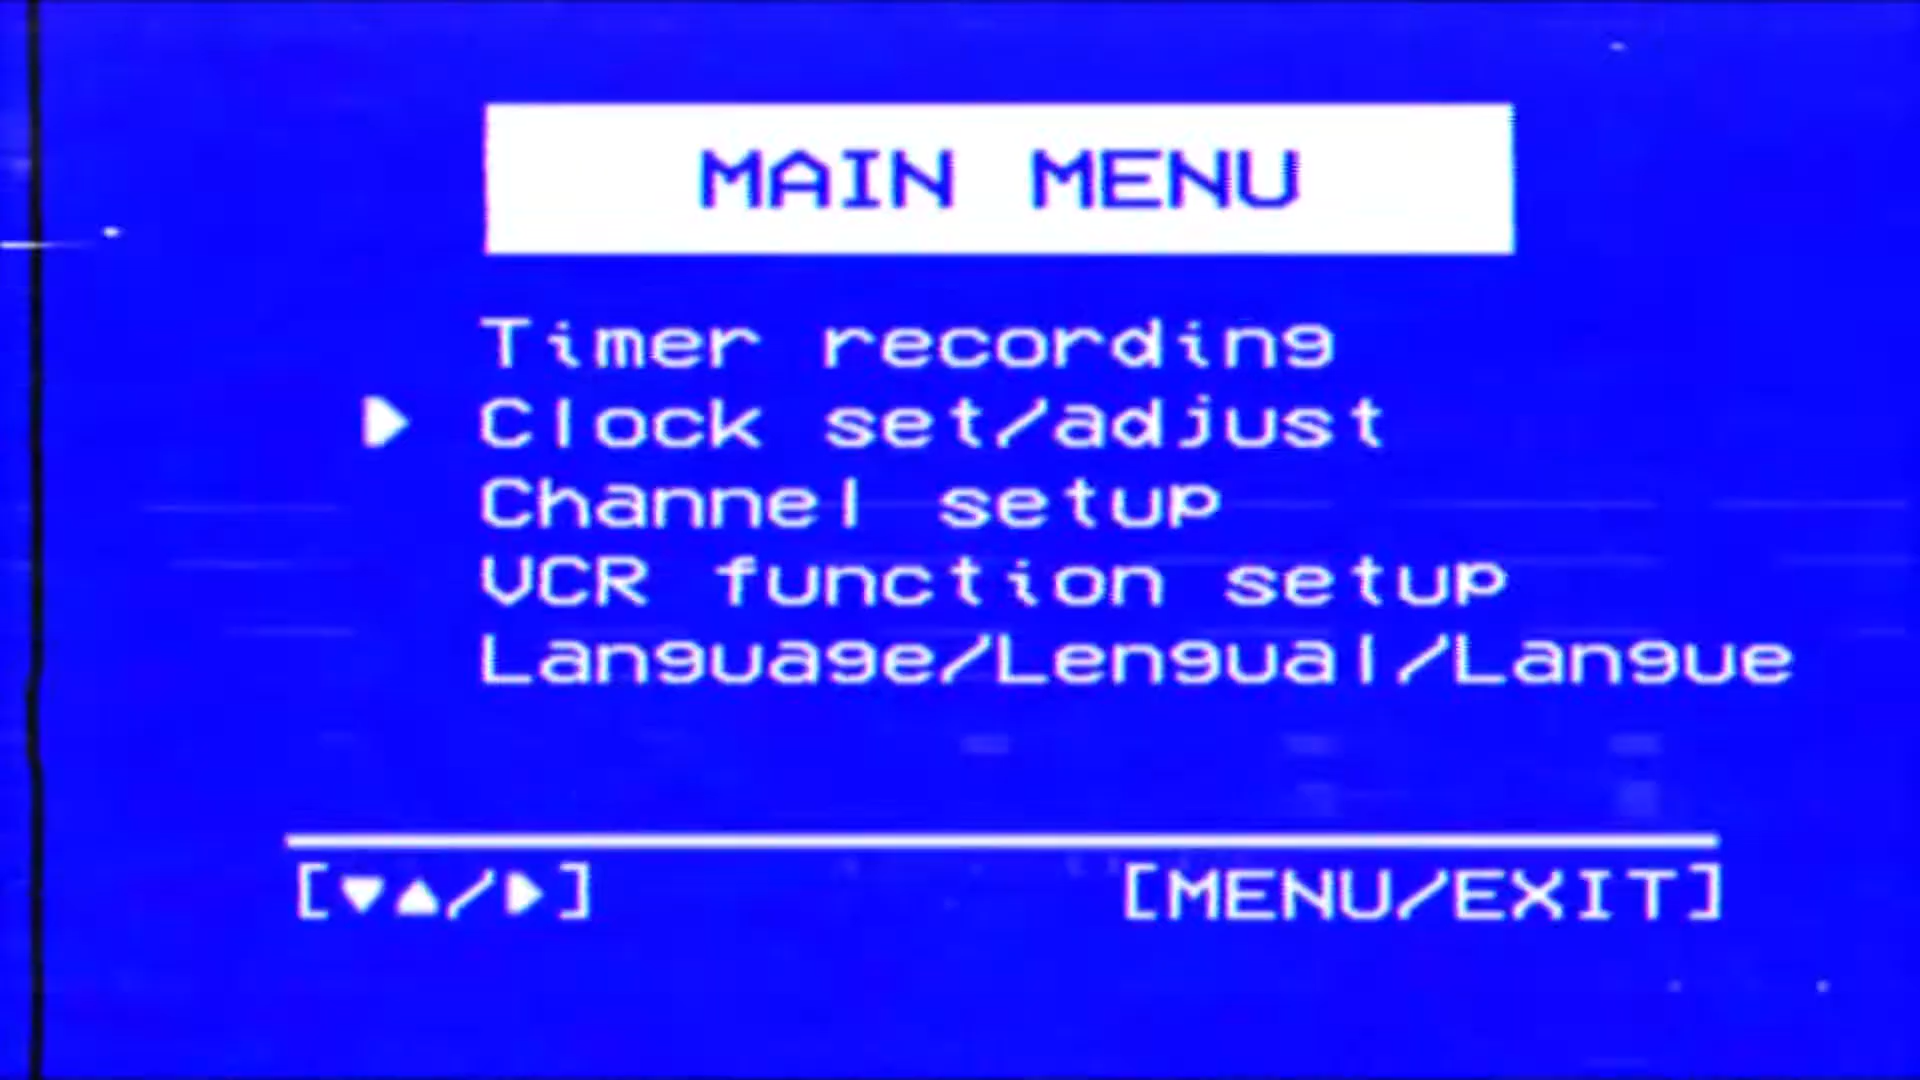 MAIN MENU
Timer recording
▶ Clock set/adjust
Channel setup
VCR function setup
Language/Lengual/Langue
[▼▲/▶] [MENU/EXIT]